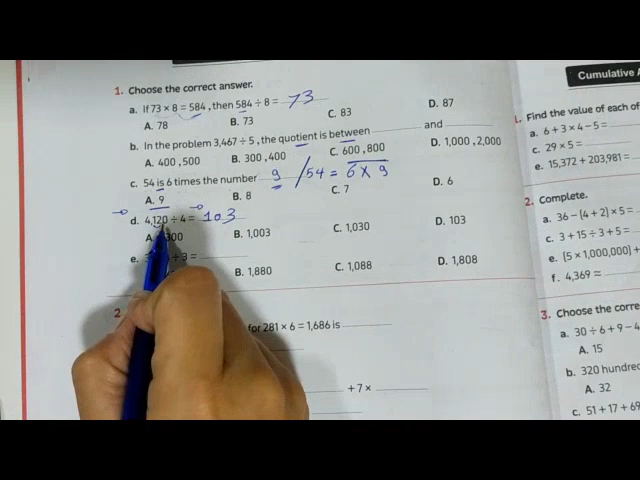 1. Choose the correct answer.
a. If 73 × 8 = 584 , then 584 ÷ 8 = 73
A. 78 B. 73 C. 83 D. 87
b. In the problem 3,467 ÷ 5 , the quotient is between and
A. 400 , 500 B. 300 , 400 C. 600 , 800 D. 1,000 , 2,000
c. 54 is 6 times the number 9 / 54 = 6 × 9
A. 9 B. 8 C. 7 D. 6
d. 4,120 ÷ 4 = 103
A. 300 B. 1,003 C. 1,030 D. 103
e. ÷ 3 =
B. 1,880 C. 1,088 D. 1,808
2
for 281 × 6 = 1,686 is
+ 7 ×
Cumulative
Find the value of each of
a. 6 + 3 × 4 – 5 =
c. 29 × 5 =
e. 15,372 + 203,981 =
2. Complete.
a. 36 – (4 + 2) × 5 =
c. 3 + 15 ÷ 3 + 5 =
e. (5 × 1,000,000) +
f. 4,369 ≈
3. Choose the
a. 30 ÷ 6 + 9 – 4
A. 15
b. 320
A. 32
c. 51 + 17 + 69